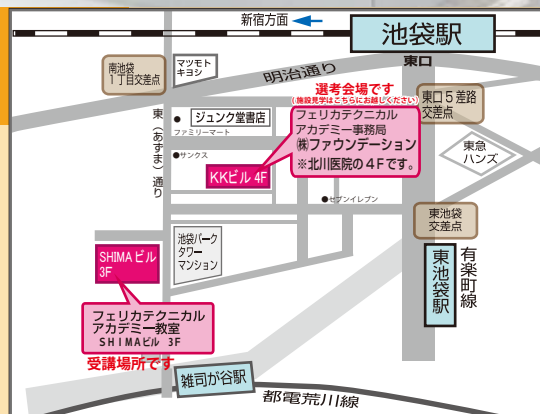 新宿方面
池袋駅
東口
南池袋
1丁目交差点
マツモト
キヨシ
明治通り
選考会場です
(施設見学はこちらにお越しください)
東口5差路
交差点
ジュンク堂書店
ファミリーマート
フェリカテクニカル
アカデミー事務局
㈱ファウンデーション
※北川医院の4Fです。
東急
ハンズ
東(あずま)通り
サンクス
KKビル 4F
セブンイレブン
東池袋
交差点
池袋パーク
タワー
マンション
SHIMAビル
3F
東池袋駅
有楽町線
フェリカテクニカル
アカデミー教室
SHIMAビル 3F
受講場所です
雑司が谷駅
都電荒川線